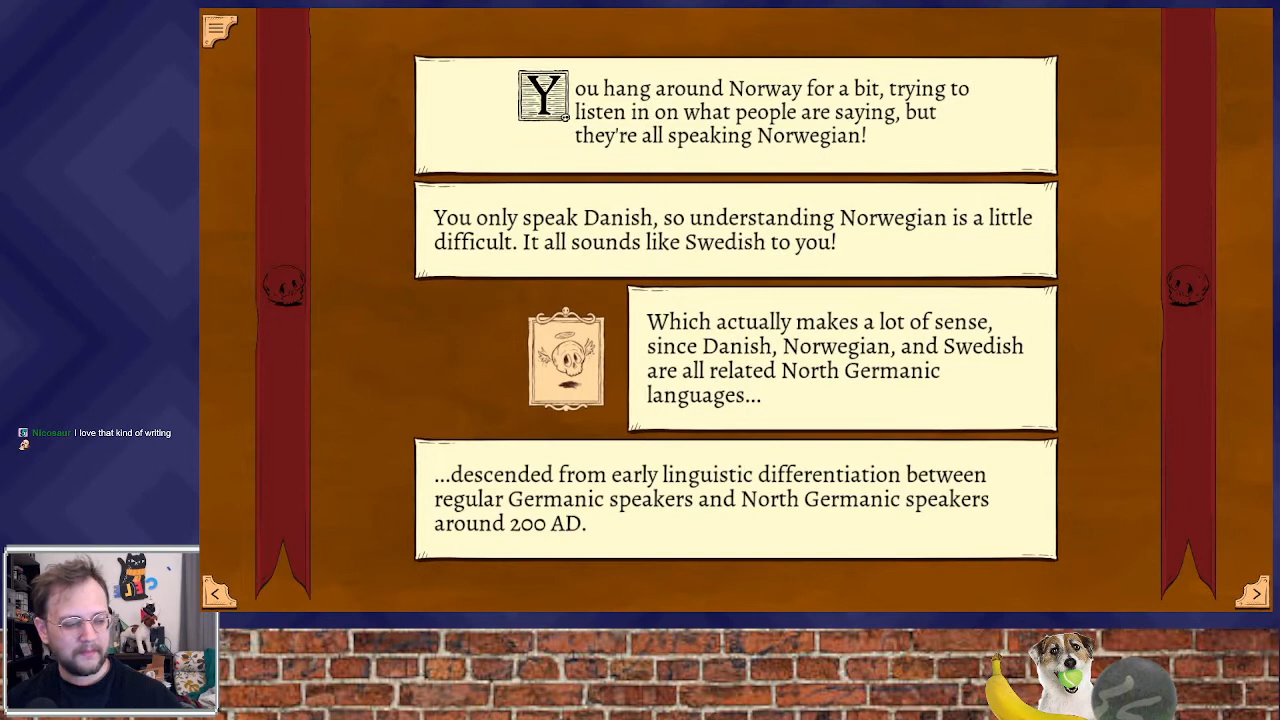 You hang around Norway for a bit, trying to
listen in on what people are saying, but
they're all speaking Norwegian!
You only speak Danish, so understanding Norwegian is a little
difficult. It all sounds like Swedish to you!
Which actually makes a lot of sense,
since Danish, Norwegian, and Swedish
are all related North Germanic
languages...
...descended from early linguistic differentiation between
regular Germanic speakers and North Germanic speakers
around 200 AD.
Nicosaur I love that kind of writing